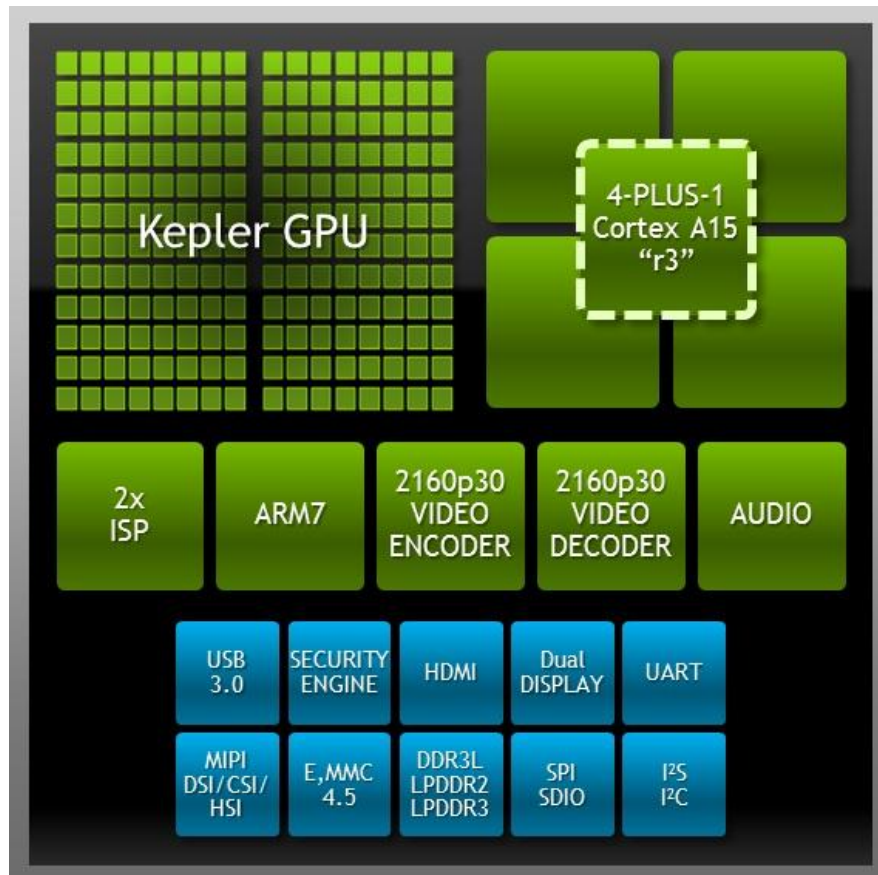 Kepler GPU
4-PLUS-1
Cortex A15
“r3”
2x
ISP
ARM7
2160p30
VIDEO
ENCODER
2160p30
VIDEO
DECODER
AUDIO
USB
3.0
SECURITY
ENGINE
HDMI
Dual
DISPLAY
UART
MIPI
DSI/CSI/
HSI
E,MMC
4.5
DDR3L
LPDDR2
LPDDR3
SPI
SDIO
I²S
I²C